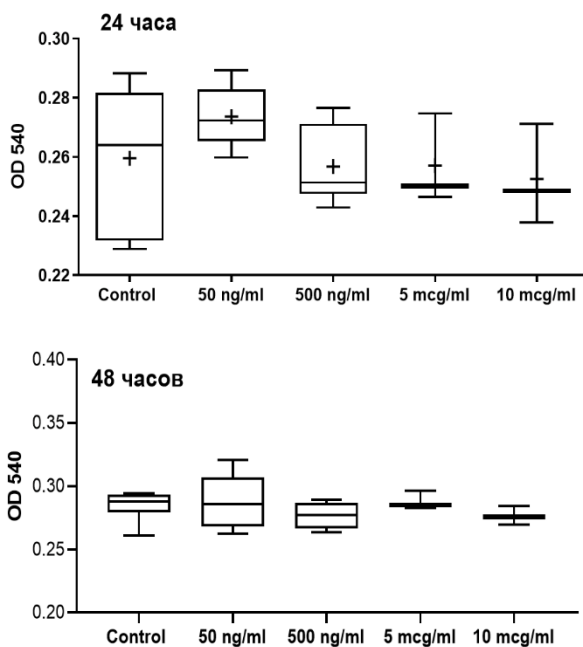 24 часа
OD 540
0.30
0.28
0.26
0.24
0.22
Control 50 ng/ml 500 ng/ml 5 mcg/ml 10 mcg/ml
48 часов
OD 540
0.40
0.35
0.30
0.25
0.20
Control 50 ng/ml 500 ng/ml 5 mcg/ml 10 mcg/ml